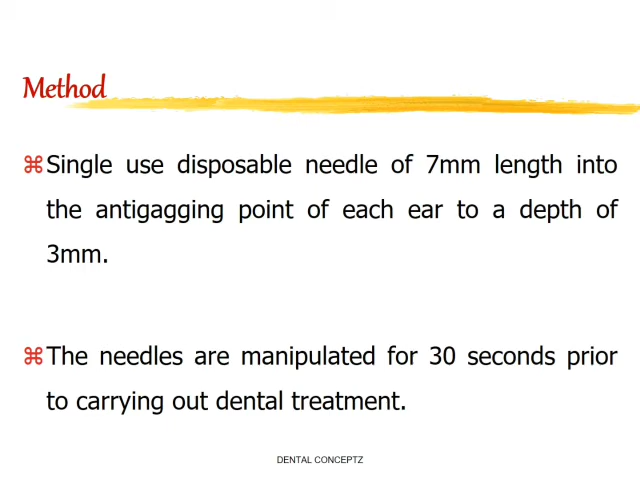 Method
⌘Single use disposable needle of 7mm length into
the antigagging point of each ear to a depth of
3mm.
⌘The needles are manipulated for 30 seconds prior
to carrying out dental treatment.
DENTAL CONCEPTZ